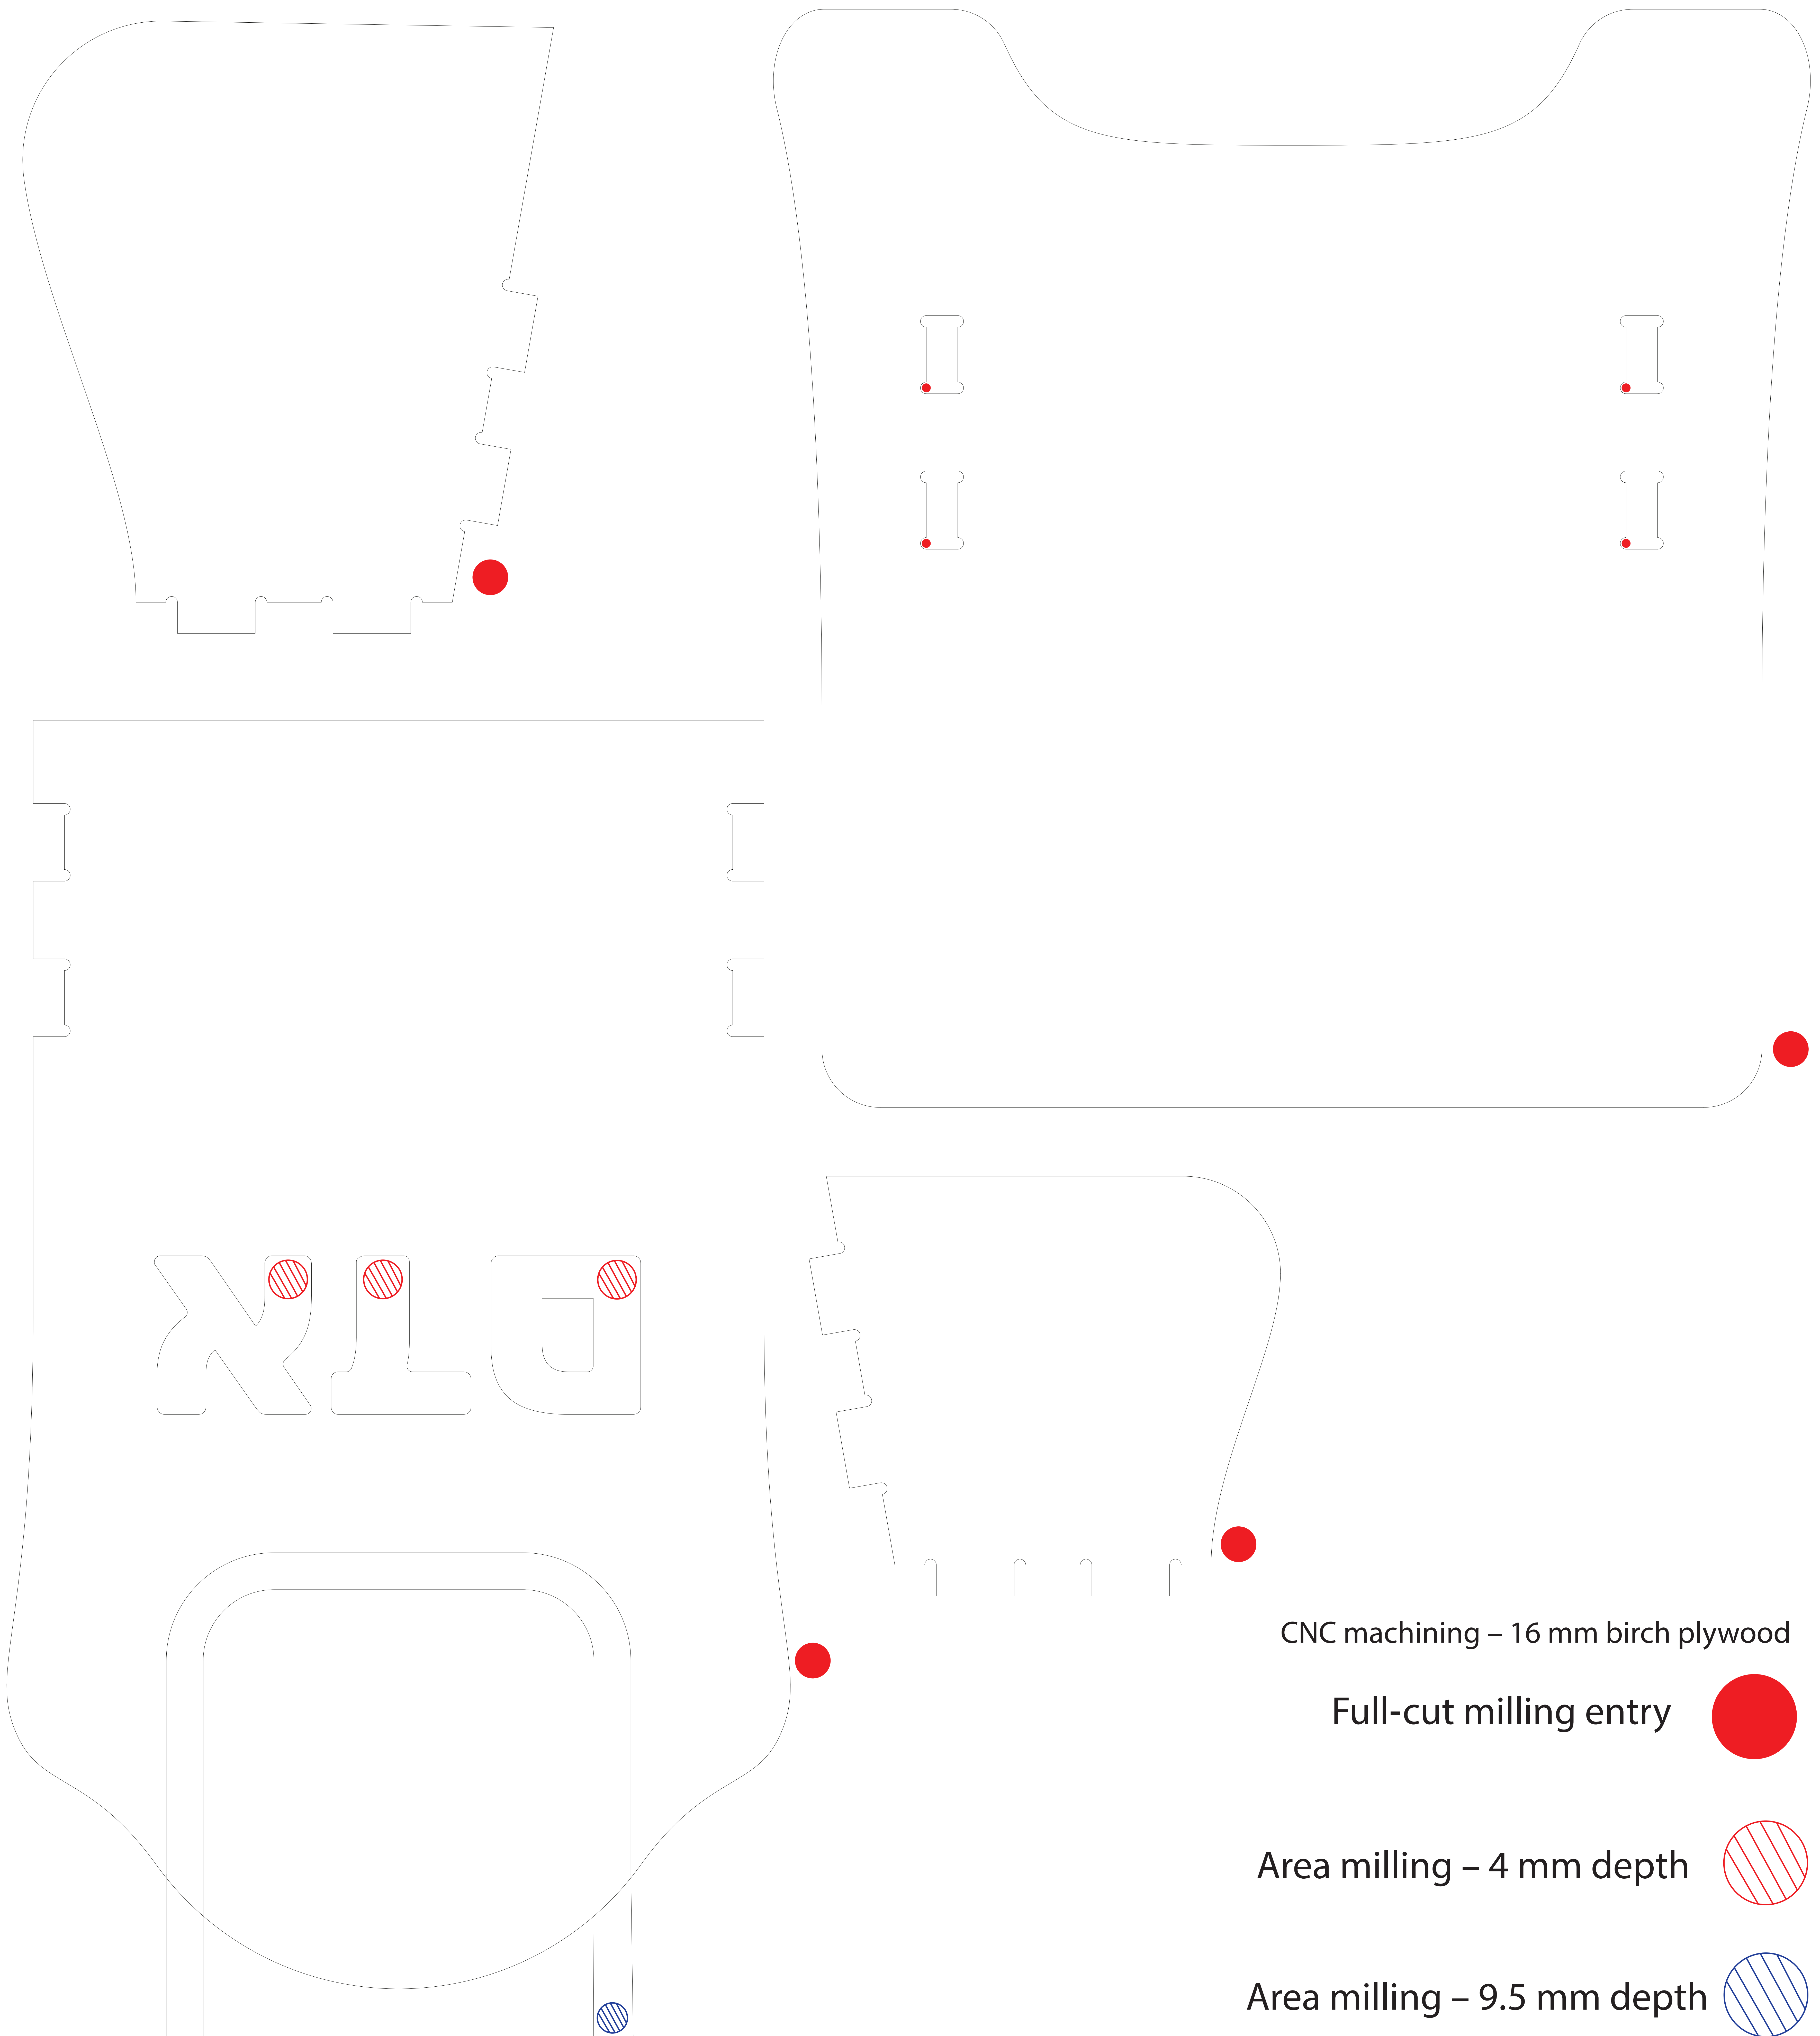 אדם
CNC machining – 16 mm birch plywood
Full-cut milling entry
Area milling – 4 mm depth
Area milling – 9.5 mm depth